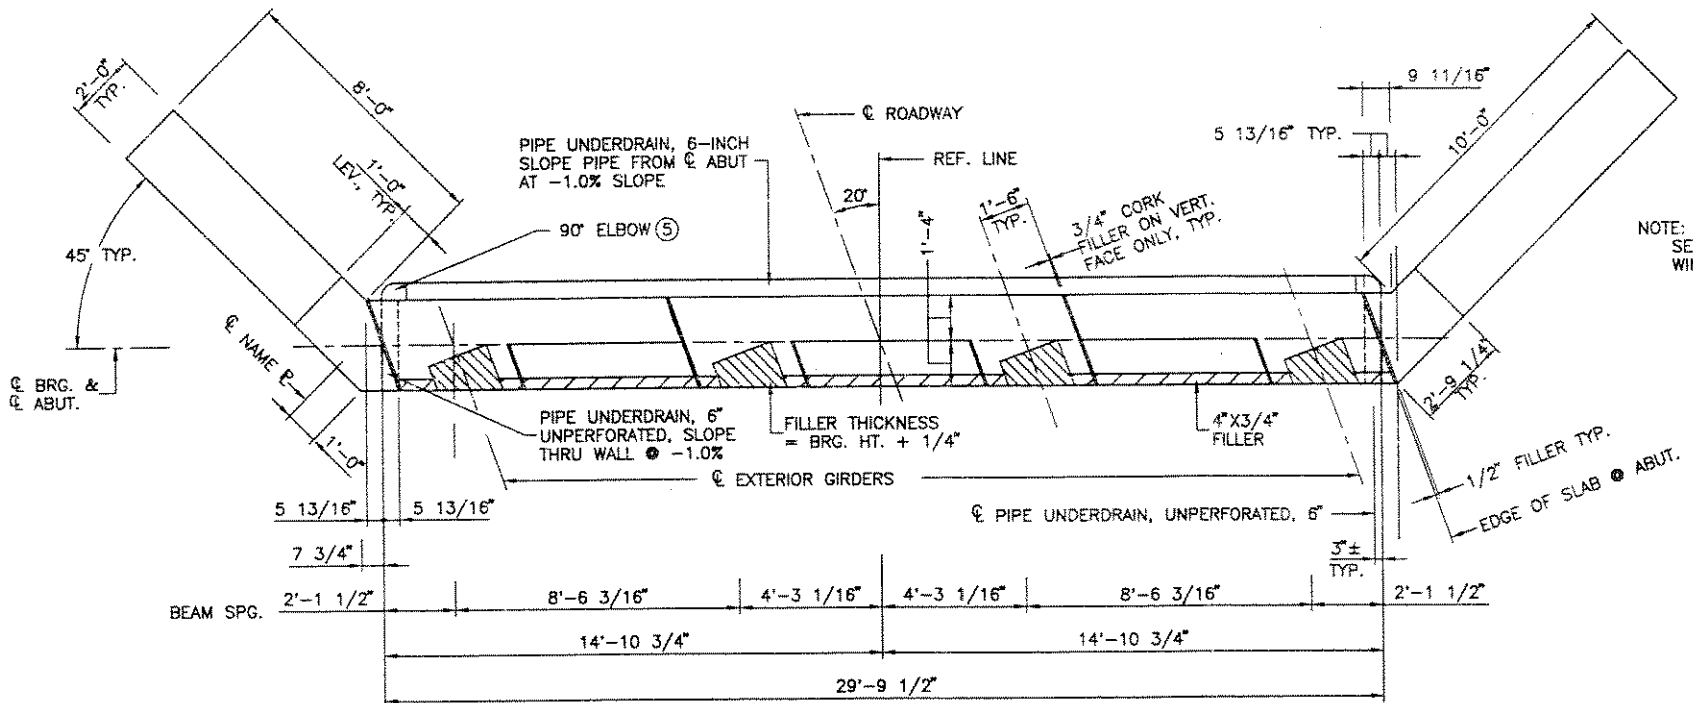 2'-0"
TYP.
8'-0"
1'-0"
LEV., TYP.
45° TYP.
PIPE UNDERDRAIN, 6-INCH
SLOPE PIPE FROM ℄ ABUT
AT -1.0% SLOPE
90° ELBOW ⑤
℄ ROADWAY
REF. LINE
20°
1'-4"
1'-6"
TYP.
3/4" CORK
FILLER ON VERT.
FACE ONLY, TYP.
9 11/16"
5 13/16" TYP.
10'-0"
NOTE:
SE
WI
℄ NAME ℄
℄ BRG. &
℄ ABUT.
1'-0"
PIPE UNDERDRAIN, 6"
UNPERFORATED, SLOPE
THRU WALL @ -1.0%
FILLER THICKNESS
= BRG. HT. + 1/4"
4"X3/4"
FILLER
2'-9 1/4"
TYP.
1/2" FILLER TYP.
EDGE OF SLAB @ ABUT.
℄ EXTERIOR GIRDERS
℄ PIPE UNDERDRAIN, UNPERFORATED, 6"
5 13/16"
5 13/16"
7 3/4"
3"±
TYP.
BEAM SPG.
2'-1 1/2"
8'-6 3/16"
4'-3 1/16"
4'-3 1/16"
8'-6 3/16"
2'-1 1/2"
14'-10 3/4"
14'-10 3/4"
29'-9 1/2"